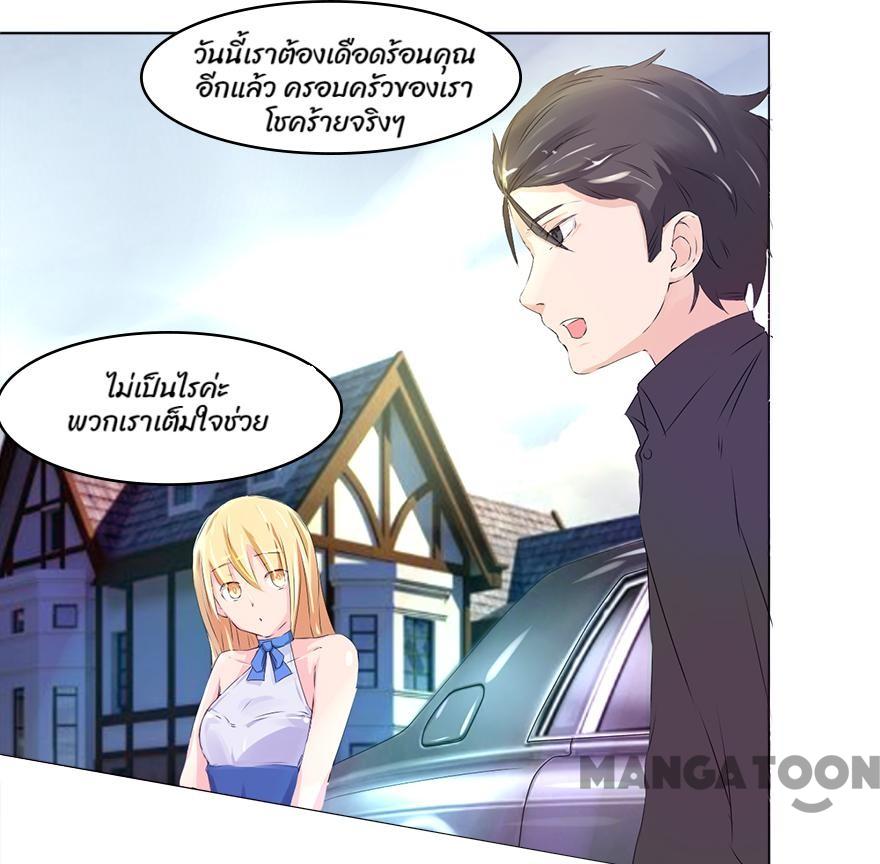 วันนี้เราต้องเดือดร้อนคุณ
อีกแล้ว ครอบครัวของเรา
โชคร้ายจริงๆ
ไม่เป็นไรค่ะ
พวกเราเต็มใจช่วย
MANGATOON